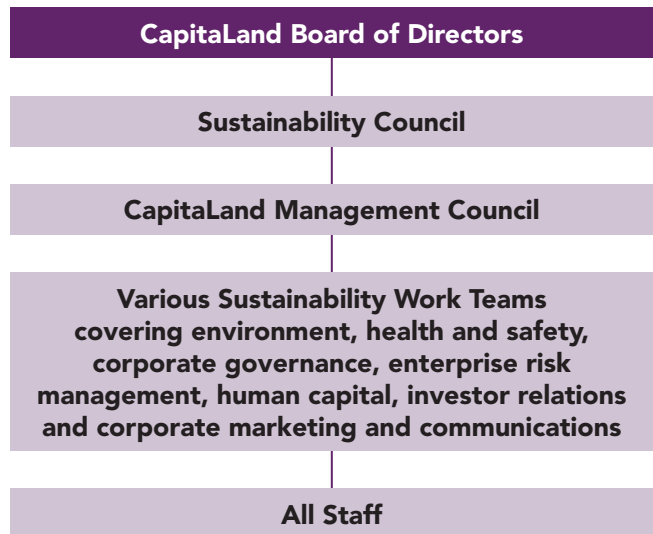 CapitaLand Board of Directors
Sustainability Council
CapitaLand Management Council
Various Sustainability Work Teams
covering environment, health and safety,
corporate governance, enterprise risk
management, human capital, investor relations
and corporate marketing and communications
All Staff